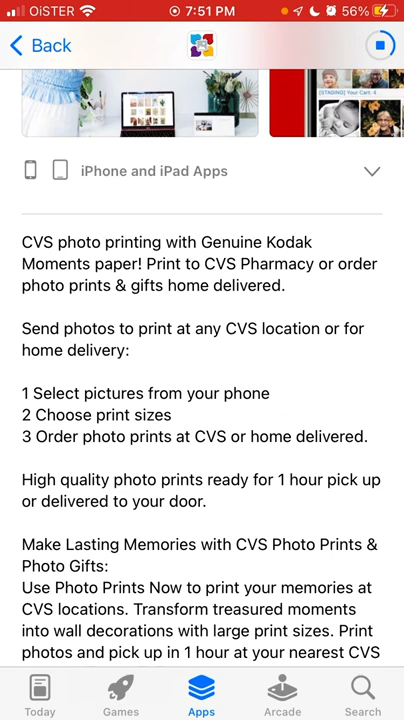 OiSTER 7:51 PM 56%
Back
[STAGING] Your Cart: 4
iPhone and iPad Apps
CVS photo printing with Genuine Kodak
Moments paper! Print to CVS Pharmacy or order
photo prints & gifts home delivered.
Send photos to print at any CVS location or for
home delivery:
1 Select pictures from your phone
2 Choose print sizes
3 Order photo prints at CVS or home delivered.
High quality photo prints ready for 1 hour pick up
or delivered to your door.
Make Lasting Memories with CVS Photo Prints &
Photo Gifts:
Use Photo Prints Now to print your memories at
CVS locations. Transform treasured moments
into wall decorations with large print sizes. Print
photos and pick up in 1 hour at your nearest CVS
Today Games Apps Arcade Search